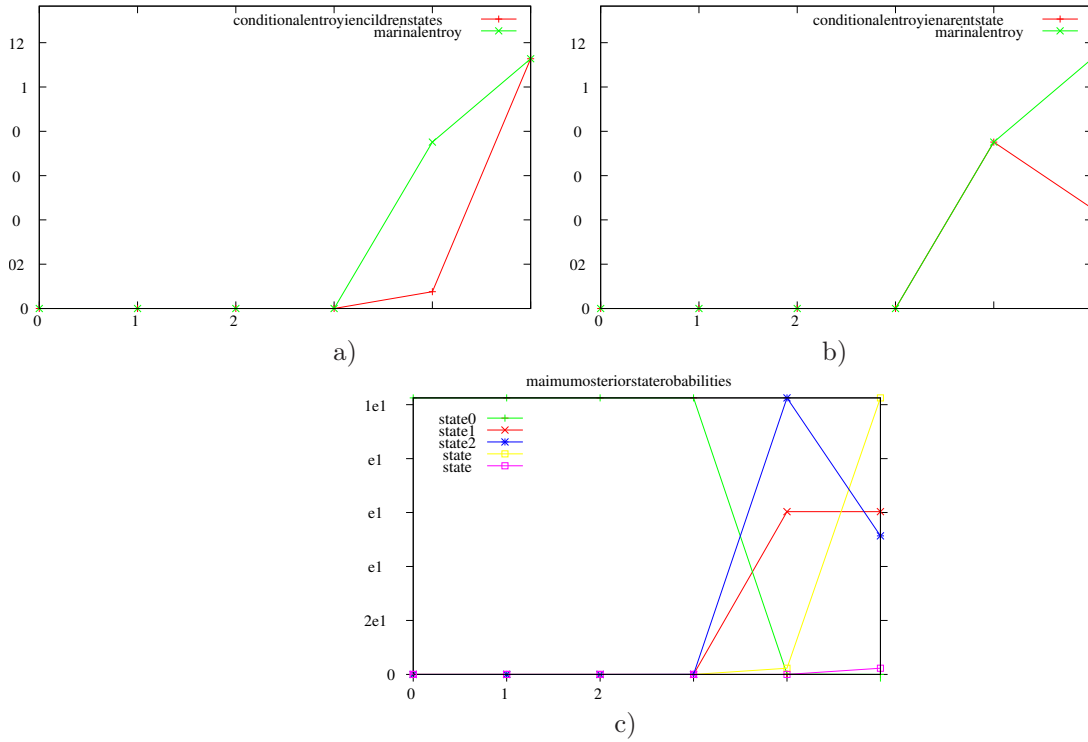 conditionalentroyiencildrenstates
marinalentroy
12
1
0
0
0
02
0
0 1 2
a)
conditionalentroyienarentstate
marinalentroy
12
1
0
0
0
02
0
0 1 2
b)
maimumosteriorstaterobabilities
state0
state1
state2
state
state
1e1
e1
e1
e1
2e1
0
0 1 2
c)